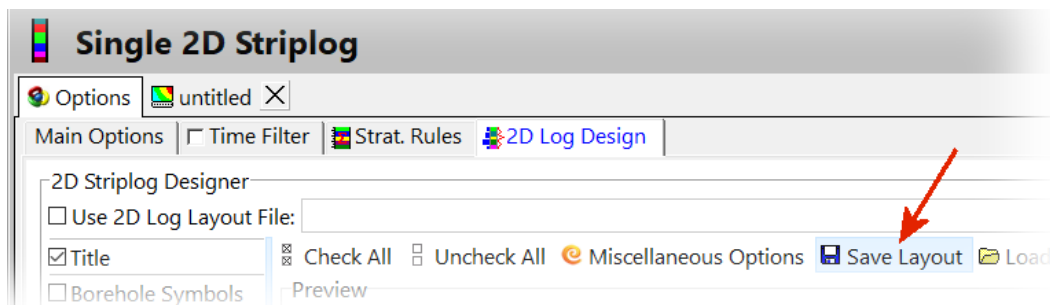 Single 2D Striplog
Options untitled
Main Options Time Filter Strat. Rules 2D Log Design
2D Striplog Designer
Use 2D Log Layout File:
Title Check All Uncheck All Miscellaneous Options Save Layout Load
Borehole Symbols Preview